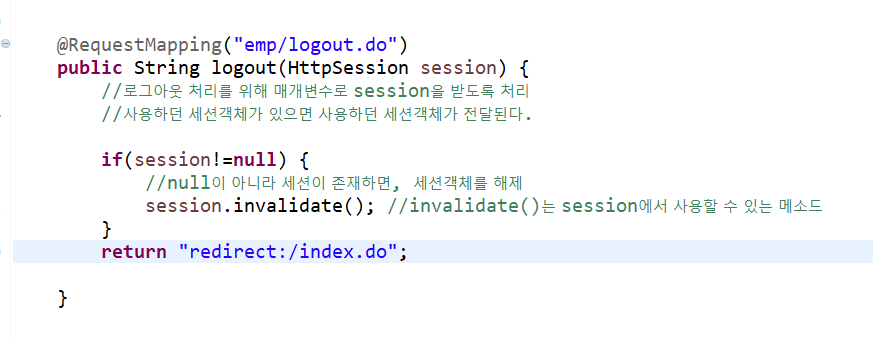 @RequestMapping("emp/logout.do")
public String logout(HttpSession session) {
//로그아웃 처리를 위해 매개변수로 session을 받도록 처리
//사용하던 세션객체가 있으면 사용하던 세션객체가 전달된다.
if(session!=null) {
//null이 아니라 세션이 존재하면, 세션객체를 해제
session.invalidate(); //invalidate()는 session에서 사용할 수 있는 메소드
}
return "redirect:/index.do";
}